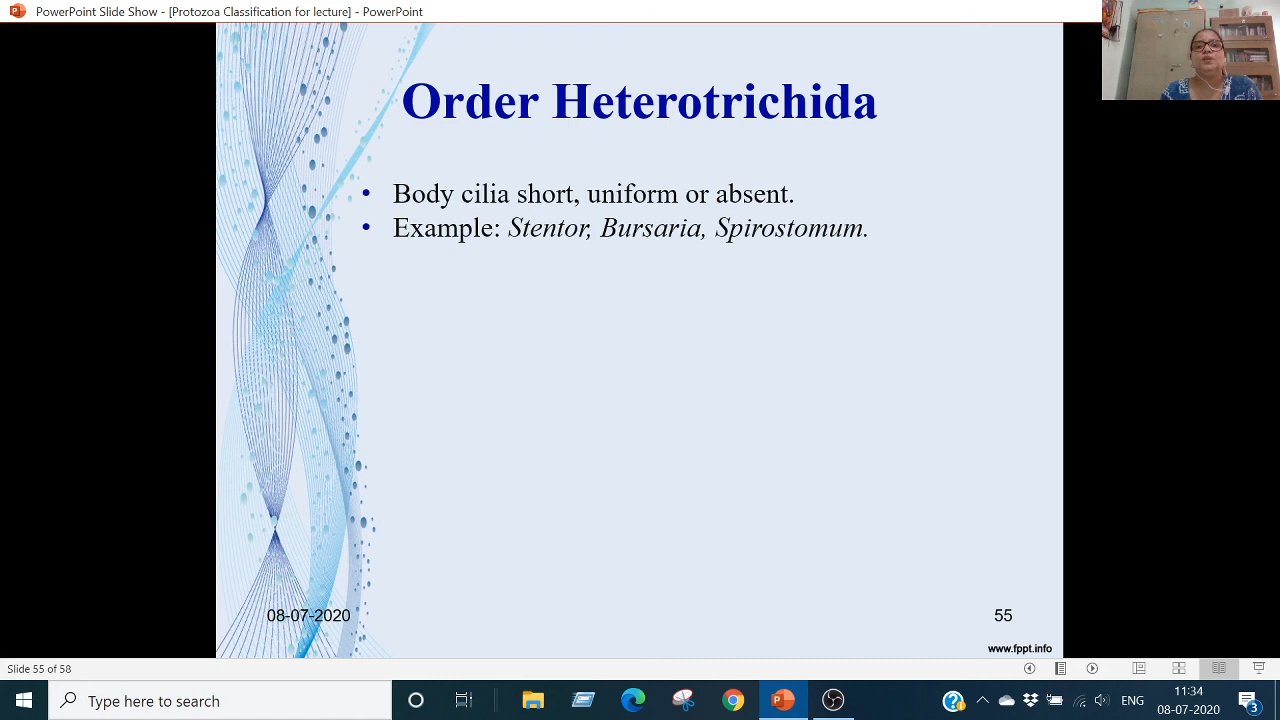 PowerPoint Slide Show - [Protozoa Classification for lecture] - PowerPoint
Order Heterotrichida
• Body cilia short, uniform or absent.
• Example: Stentor, Bursaria, Spirostomum.
08-07-2020
55
www.fppt.info
Slide 55 of 58
Type here to search
ENG
11:34
08-07-2020
3